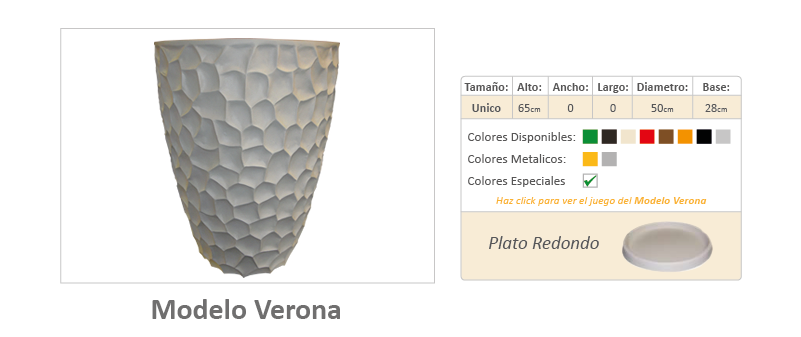 Tamaño: Alto: Ancho: Largo: Diametro: Base:
Unico 65cm 0 0 50cm 28cm
Colores Disponibles:
Colores Metalicos:
Colores Especiales
Haz click para ver el juego del Modelo Verona
Plato Redondo
Modelo Verona